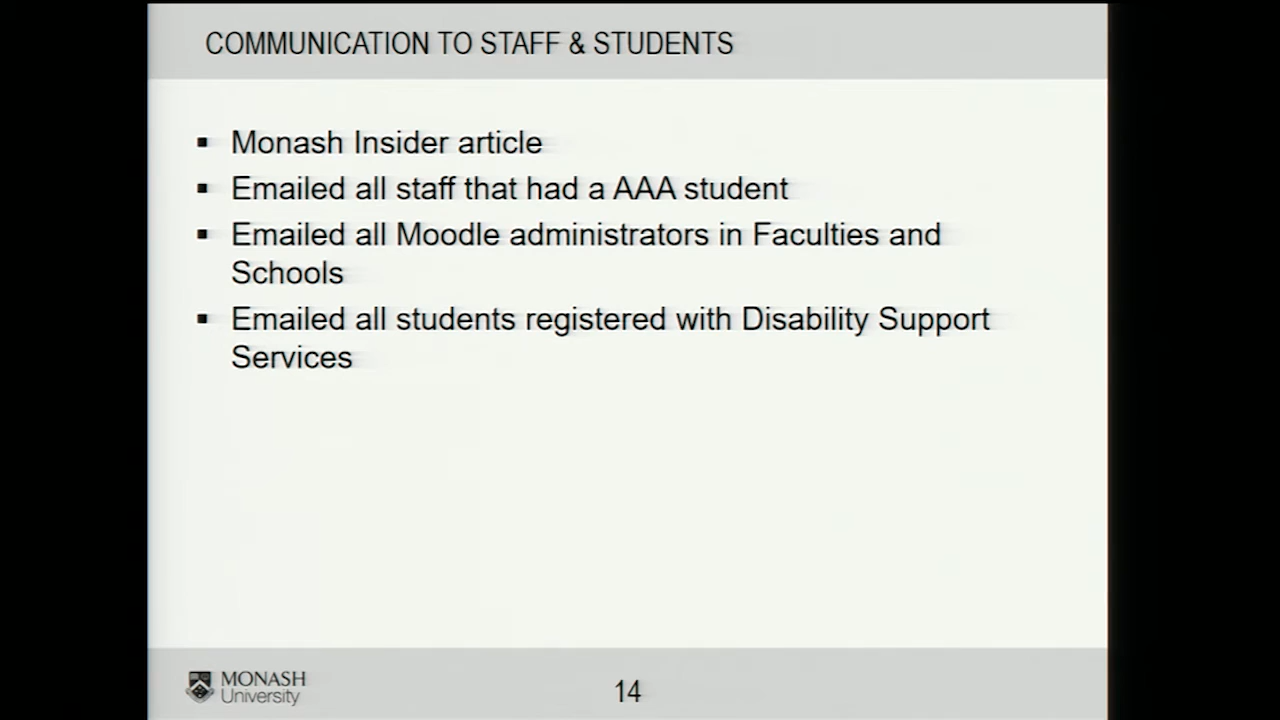 COMMUNICATION TO STAFF & STUDENTS
▪ Monash Insider article
▪ Emailed all staff that had a AAA student
▪ Emailed all Moodle administrators in Faculties and
Schools
▪ Emailed all students registered with Disability Support
Services
MONASH
University
14